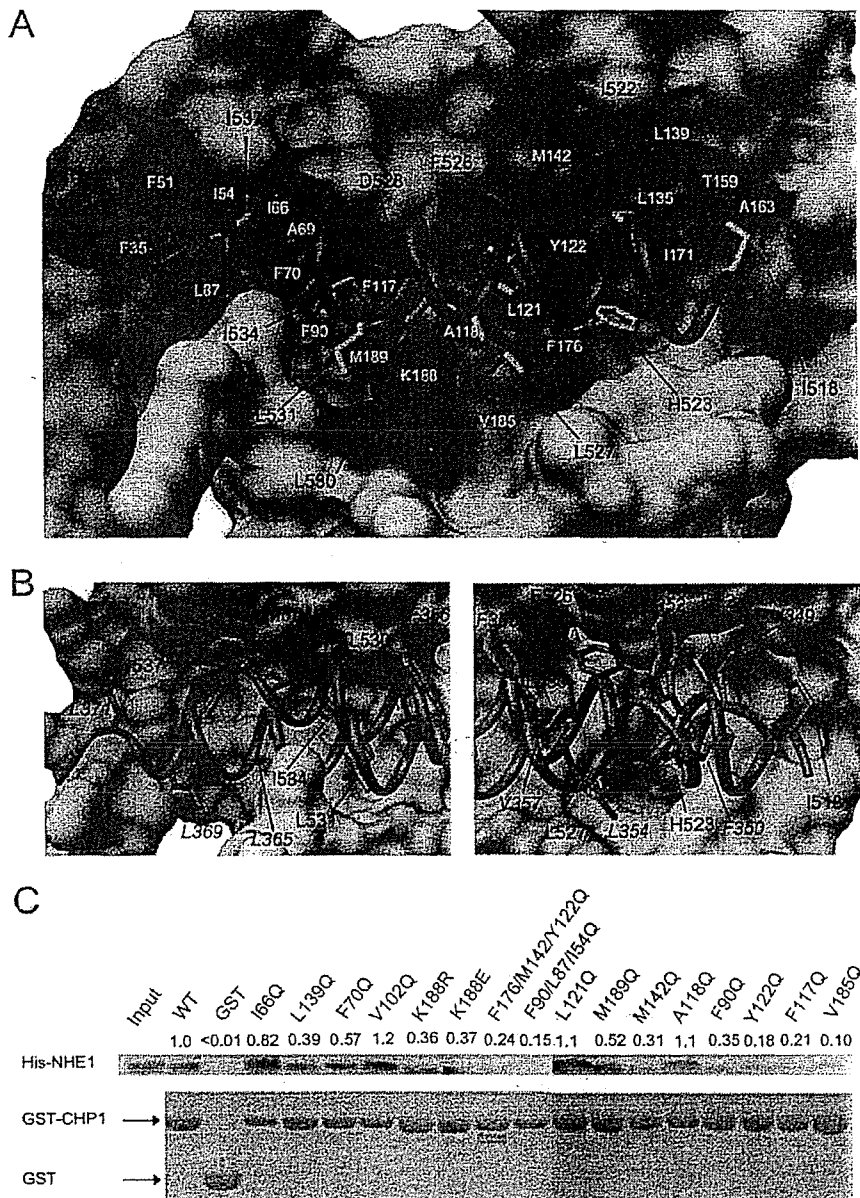 A
I537
I522
L139
F51
I54
I66
D528
F526
M142
T159
A163
L135
A69
F35
Y122
I171
F70
F117
L87
L121
I534
F90
A118
M189
F176
K188
H523
I518
L531
V185
L527
L530
B
L530
I534
L531
L369
L365
V357
L527
L354
H523
F350
I518
C
Input
WT
GST
I66Q
L139Q
F70Q
V102Q
K188R
K188E
F176/M142/Y122Q
F90/L87/I54Q
L121Q
M189Q
M142Q
A118Q
F90Q
Y122Q
F117Q
V185Q
1.0 <0.01 0.82 0.39 0.57 1.2 0.36 0.37 0.24 0.15 1.1 0.52 0.31 1.1 0.35 0.18 0.21 0.10
His-NHE1
GST-CHP1
GST